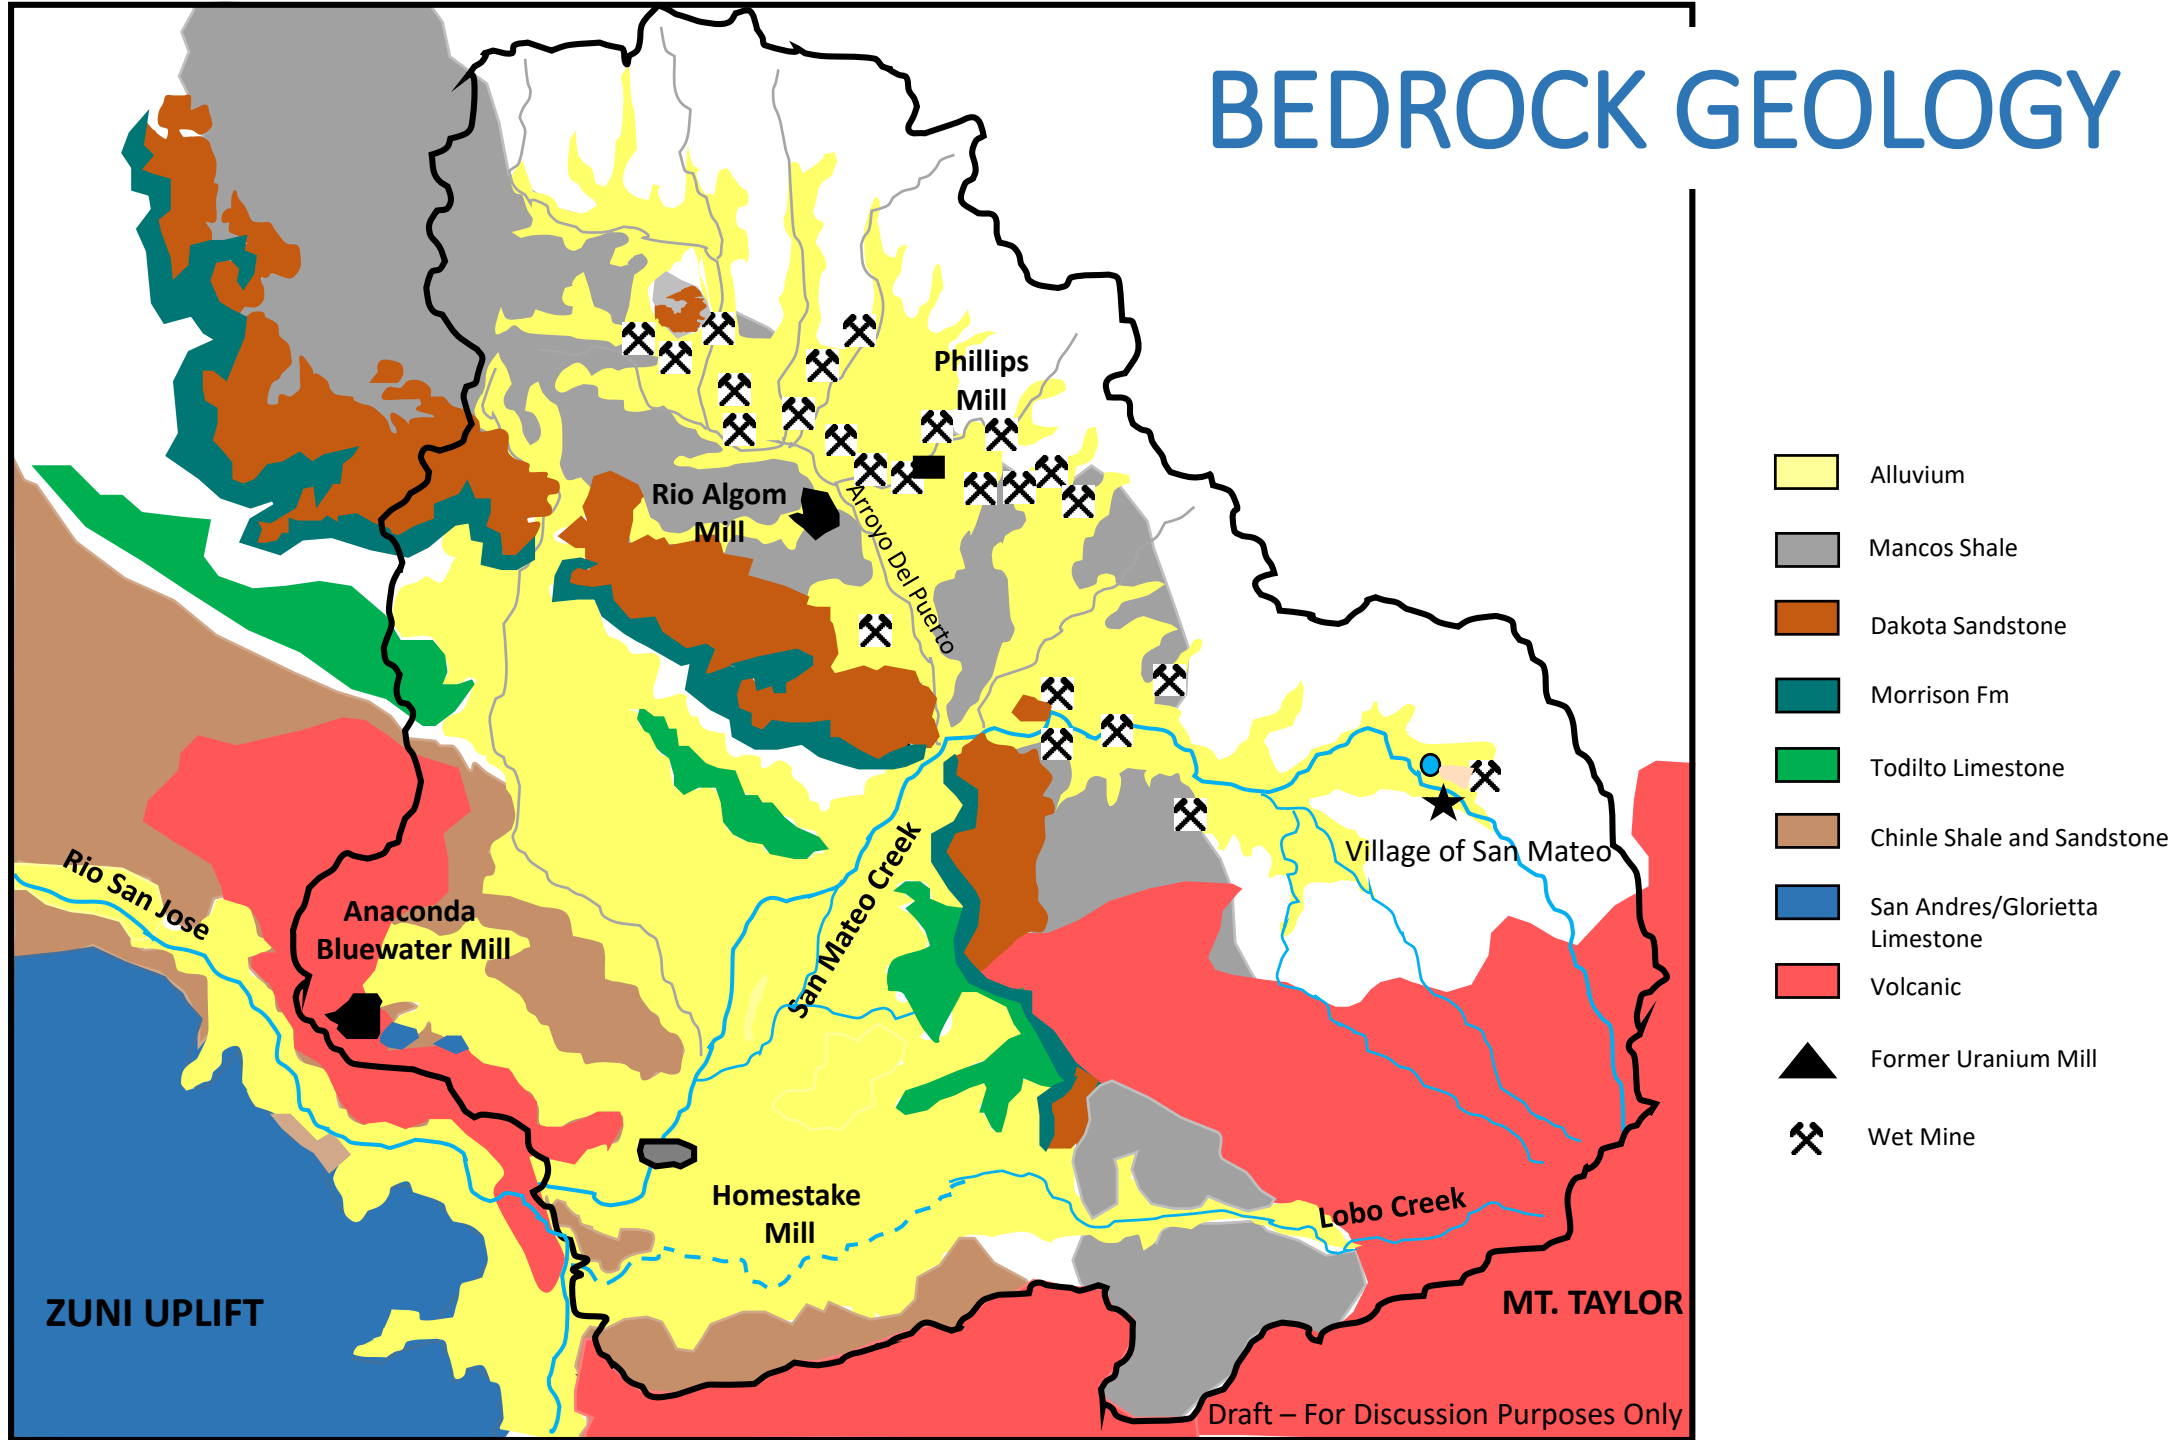 BEDROCK GEOLOGY
Phillips
Mill
Rio Algom
Mill
Arroyo Del Puerto
Alluvium
Mancos Shale
Dakota Sandstone
Morrison Fm
Todilto Limestone
Chinle Shale and Sandstone
San Andres/Glorietta
Limestone
Volcanic
Former Uranium Mill
Wet Mine
Village of San Mateo
Rio San Jose
Anaconda
Bluewater Mill
San Mateo Creek
Homestake
Mill
Lobo Creek
ZUNI UPLIFT
MT. TAYLOR
Draft – For Discussion Purposes Only